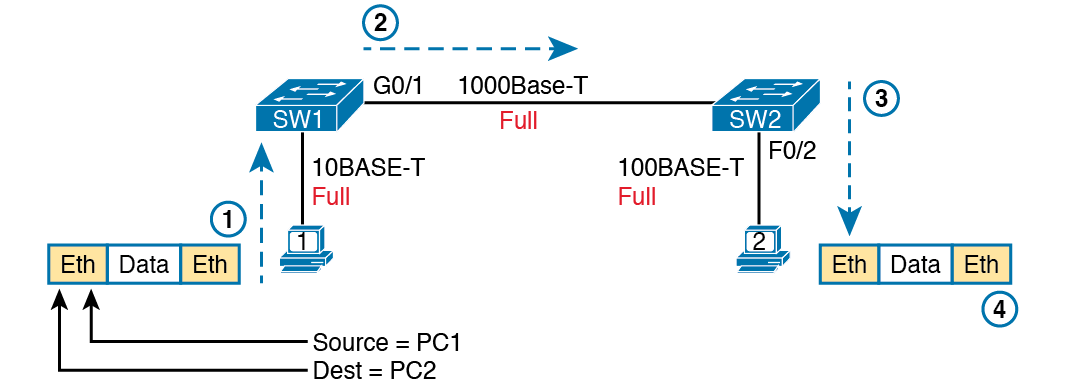 2
G0/1 1000Base-T
3
SW1 Full SW2
F0/2
10BASE-T 100BASE-T
Full Full
1
1 2
Eth Data Eth Eth Data Eth
4
Source = PC1
Dest = PC2